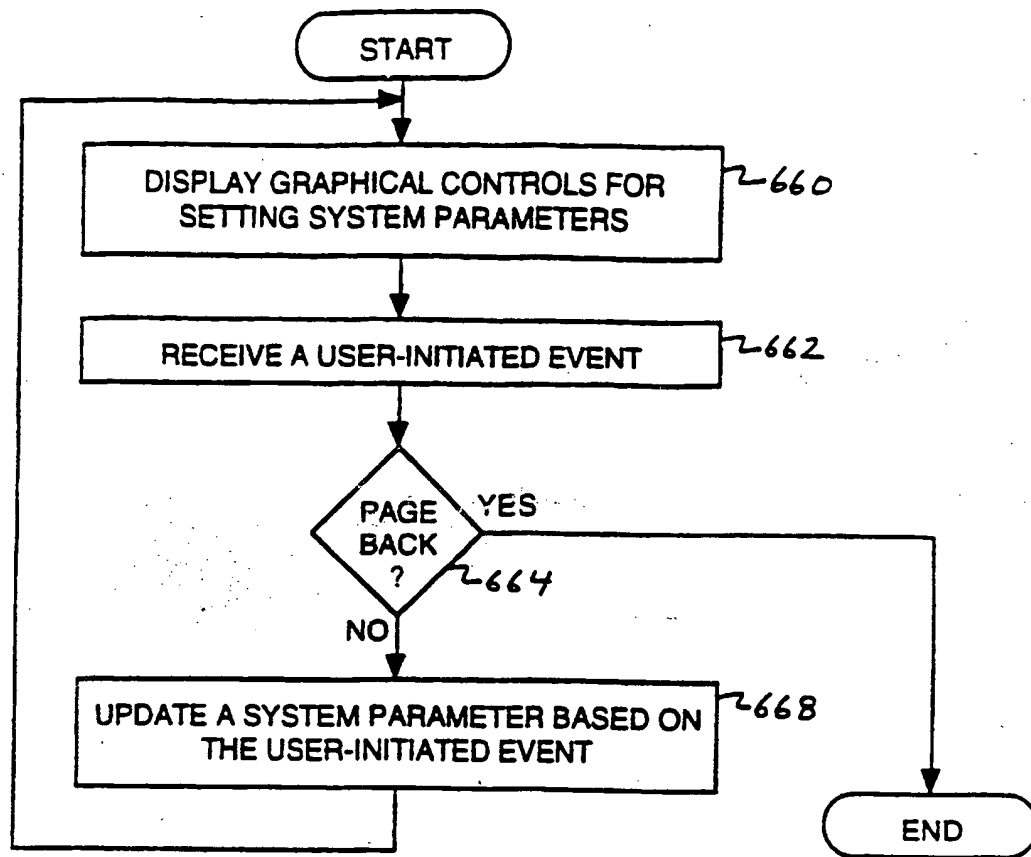 START
DISPLAY GRAPHICAL CONTROLS FOR
SETTING SYSTEM PARAMETERS
660
RECEIVE A USER-INITIATED EVENT
662
PAGE
BACK
?
YES
664
NO
UPDATE A SYSTEM PARAMETER BASED ON
THE USER-INITIATED EVENT
668
END